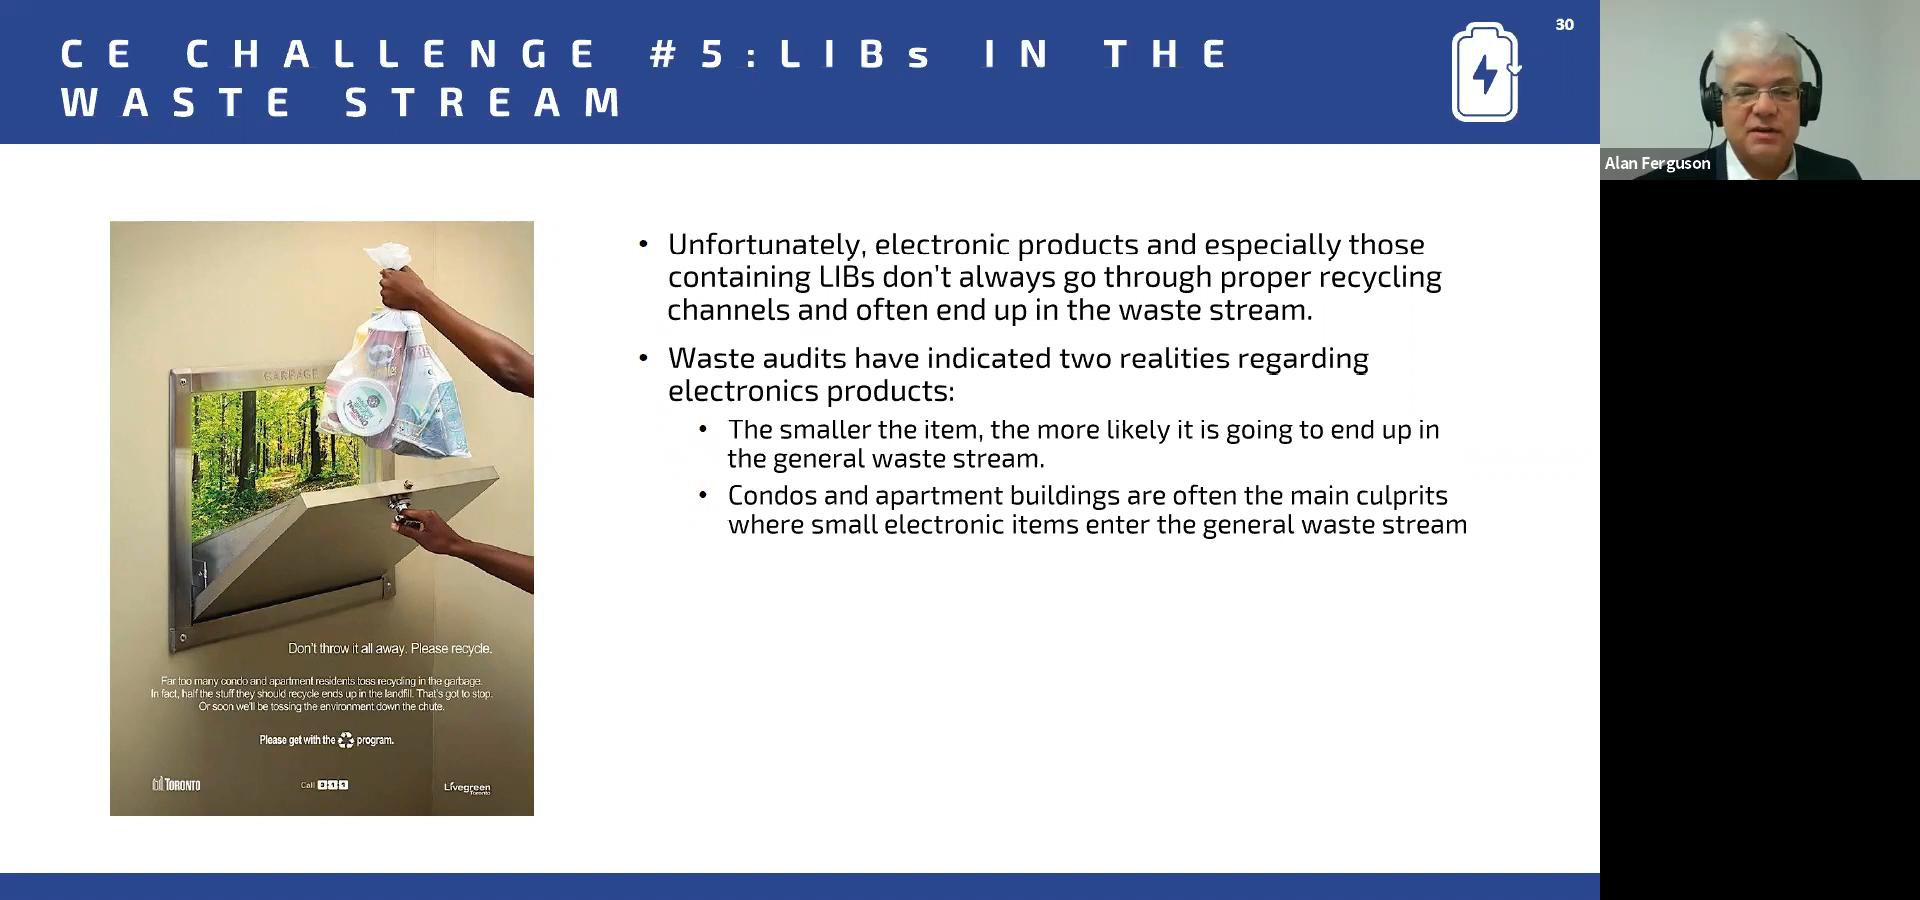 CE CHALLENGE #5:LIBs IN THE
WASTE STREAM
30
Alan Ferguson
• Unfortunately, electronic products and especially those
containing LIBs don't always go through proper recycling
channels and often end up in the waste stream.
• Waste audits have indicated two realities regarding
electronics products:
• The smaller the item, the more likely it is going to end up in
the general waste stream.
• Condos and apartment buildings are often the main culprits
where small electronic items enter the general waste stream
GARBAGE
Don't throw it all away. Please recycle.
Far too many condo and apartment residents toss recycling in the garbage.
In fact, half the stuff they should recycle ends up in the landfill. That's got to stop.
Or soon we'll be tossing the environment down the chute.
Please get with the program.
TORONTO
Call 311
Livegreen
Toronto